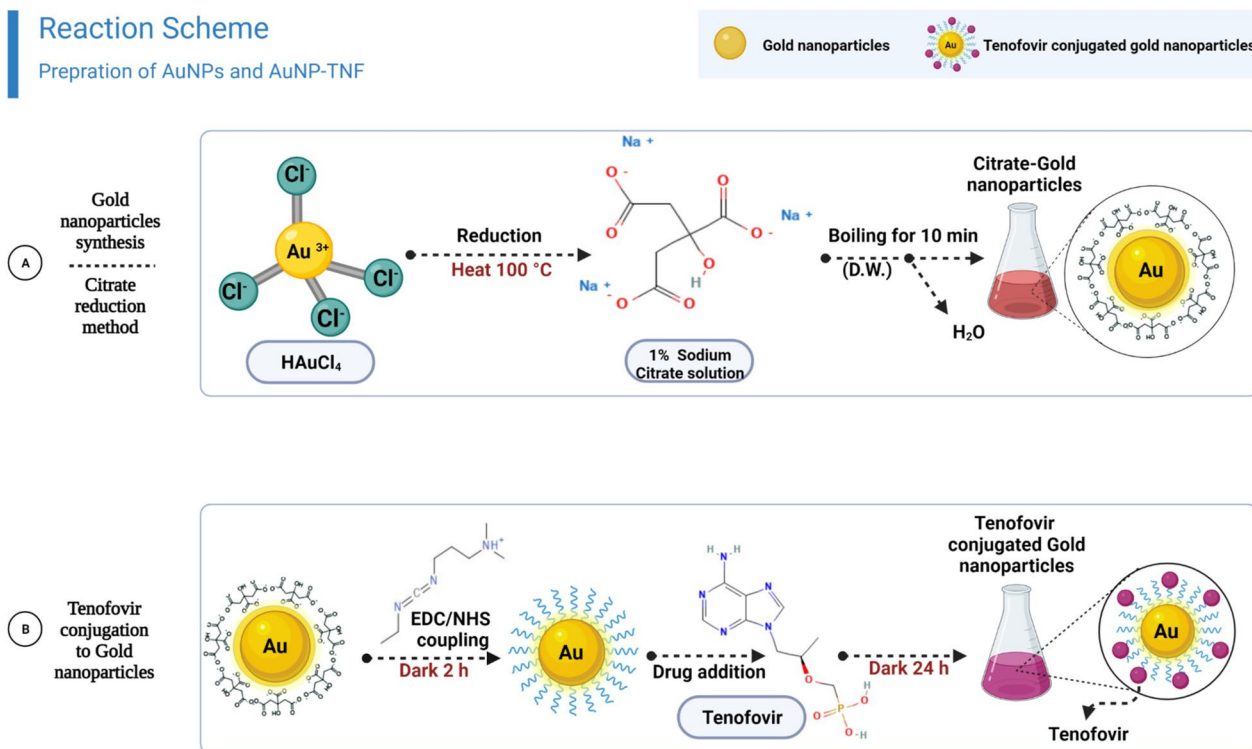 Reaction Scheme
Prepration of AuNPs and AuNP-TNF
Gold nanoparticles
Au
Tenofovir conjugated gold nanoparticles
A
Gold
nanoparticles
synthesis
Citrate
reduction
method
Cl-
Au 3+
Cl-
Cl-
Cl-
HAuCl₄
Reduction
Heat 100 °C
Na +
O -
O
O
Na +
O -
O
H
Na +
- O
O
1% Sodium
Citrate solution
Boiling for 10 min
(D.W.)
H₂O
Citrate-Gold
nanoparticles
Au
B
Tenofovir
conjugation
to Gold
nanoparticles
Au
NH+
N
N
EDC/NHS
coupling
Dark 2 h
Au
Drug addition
H H
N
N
N
N
N
O
O
P
O
H
O-H
Tenofovir
Dark 24 h
Tenofovir
conjugated Gold
nanoparticles
Au
Tenofovir